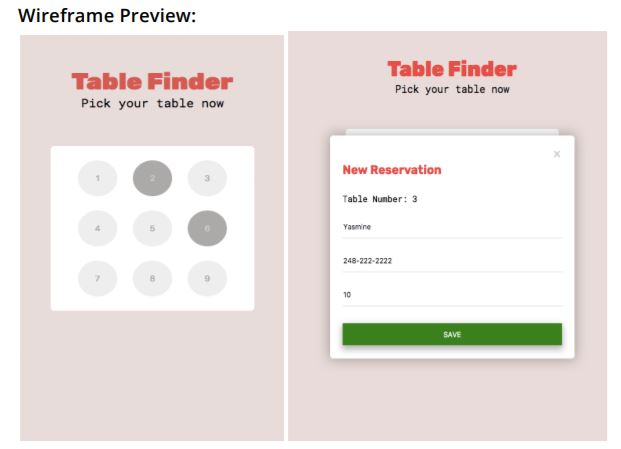 Wireframe Preview:
Table Finder
Pick your table now
1 2 3
4 5 6
7 8 9
Table Finder
Pick your table now
×
New Reservation
Table Number: 3
Yasmine
248-222-2222
10
SAVE